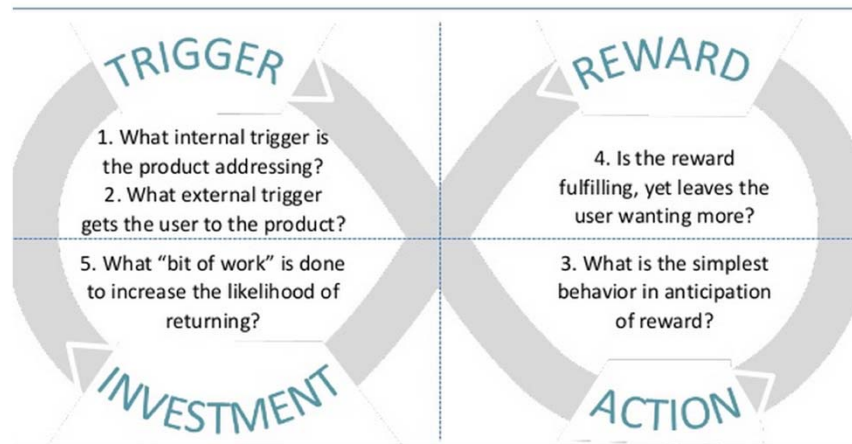 TRIGGER
1. What internal trigger is
the product addressing?
2. What external trigger
gets the user to the product?
REWARD
4. Is the reward
fulfilling, yet leaves the
user wanting more?
5. What “bit of work” is done
to increase the likelihood of
returning?
INVESTMENT
3. What is the simplest
behavior in anticipation
of reward?
ACTION